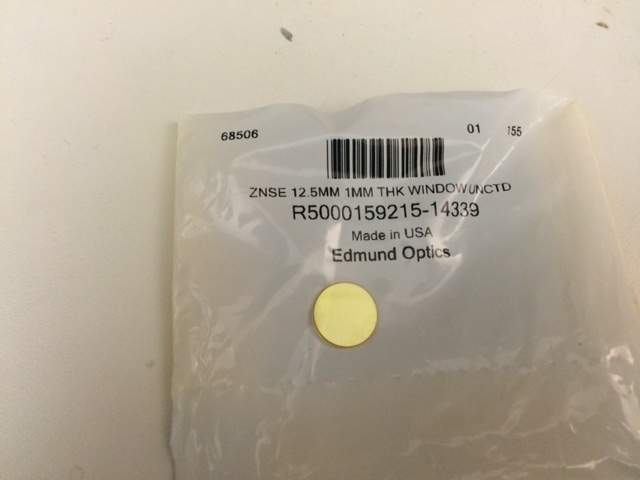 68506 01 155
ZNSE 12.5MM 1MM THK WINDOW UNCTD
R5000159215-14339
Made in USA
Edmund Optics